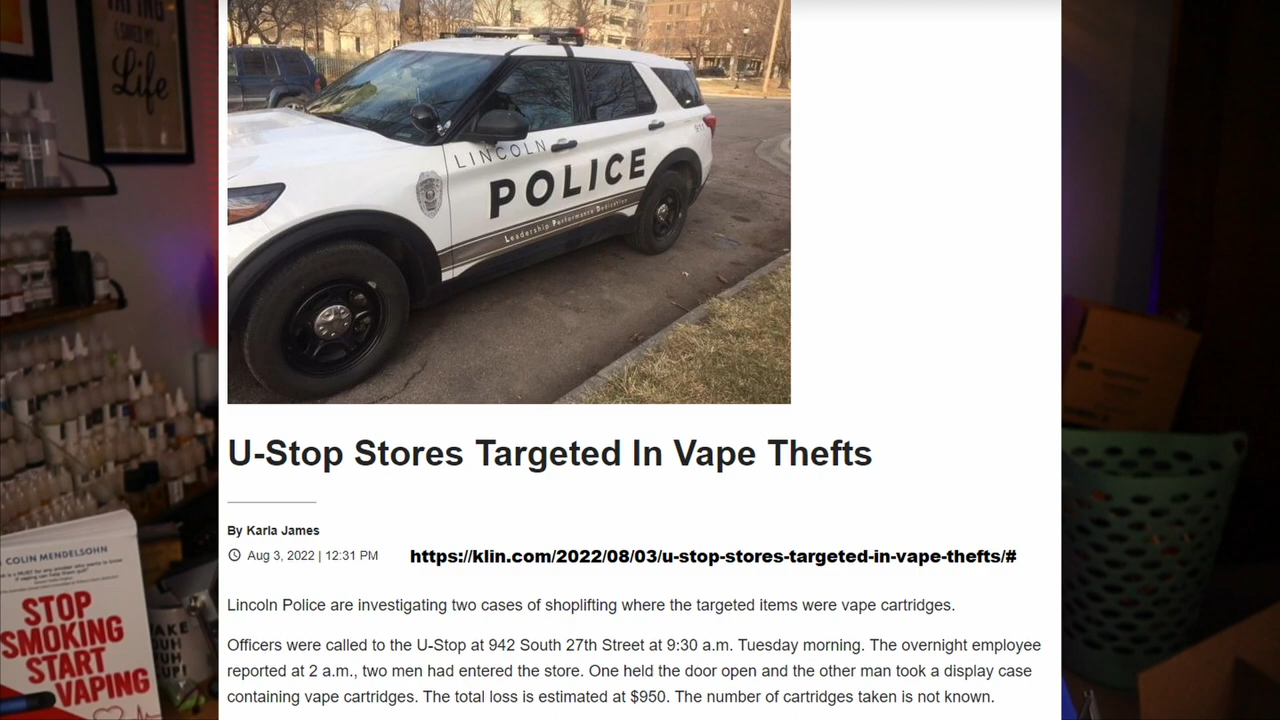 Life
LINCOLN
POLICE
Leadership Performance Dedication
911
U-Stop Stores Targeted In Vape Thefts
By Karla James
Aug 3, 2022 | 12:31 PM
https://klin.com/2022/08/03/u-stop-stores-targeted-in-vape-thefts/#
Lincoln Police are investigating two cases of shoplifting where the targeted items were vape cartridges.
Officers were called to the U-Stop at 942 South 27th Street at 9:30 a.m. Tuesday morning. The overnight employee
reported at 2 a.m., two men had entered the store. One held the door open and the other man took a display case
containing vape cartridges. The total loss is estimated at $950. The number of cartridges taken is not known.
COLIN MENDELSOHN
STOP
SMOKING
START
VAPING